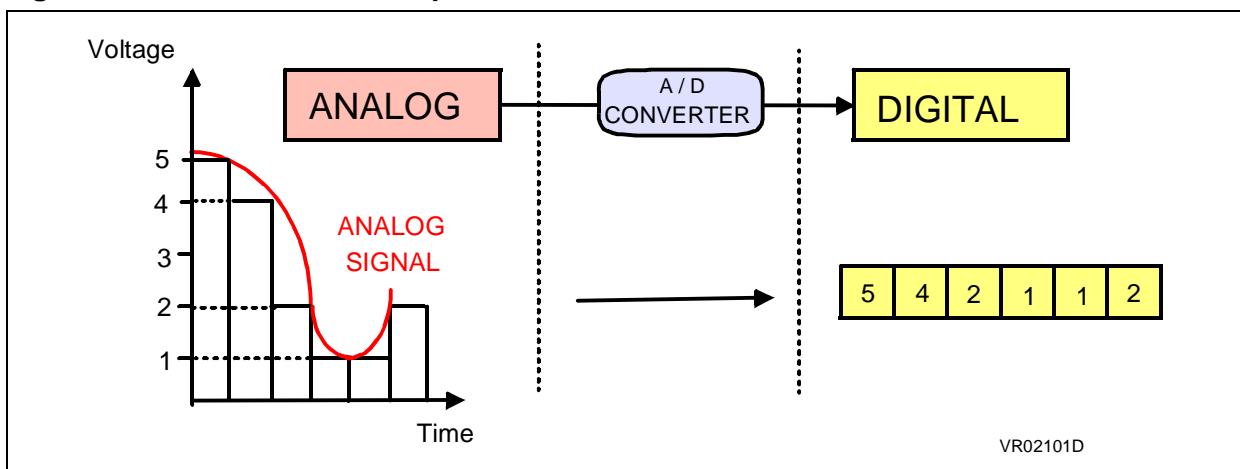 Voltage
ANALOG
A / D
CONVERTER
DIGITAL
5
4
3
2
1
ANALOG
SIGNAL
5 4 2 1 1 2
Time
VR02101D